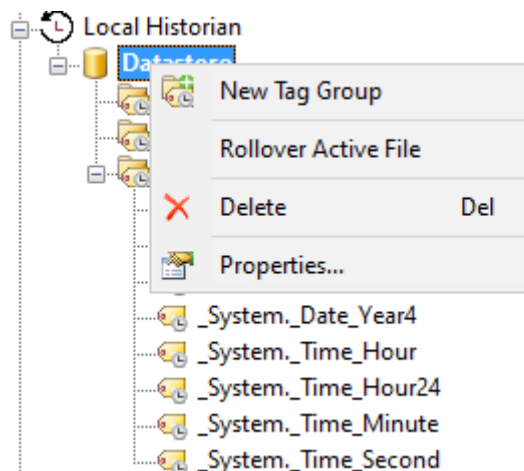 Local Historian
Datastore
New Tag Group
Rollover Active File
Delete Del
Properties...
_System._Date_Year4
_System._Time_Hour
_System._Time_Hour24
_System._Time_Minute
_System._Time_Second